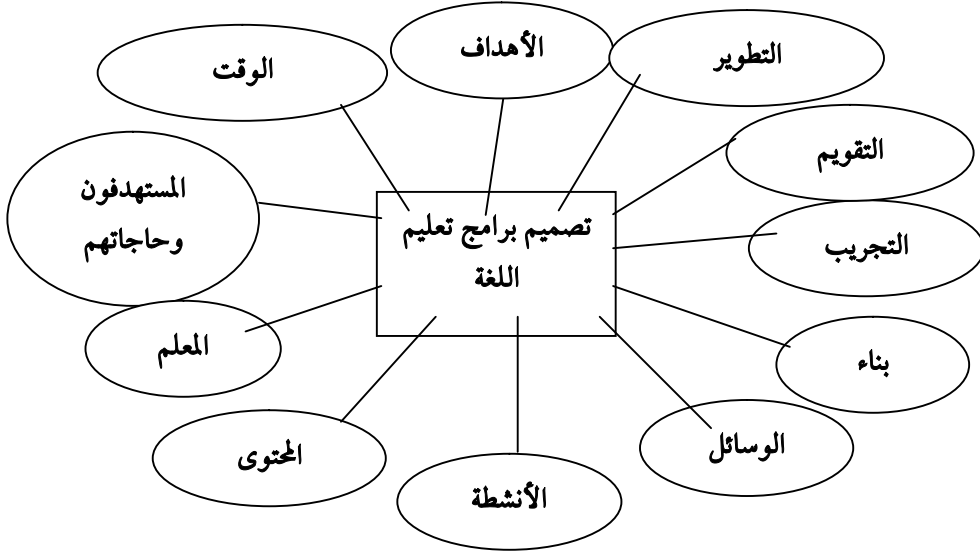 التطوير
الأهداف
الوقت
التقويم
المستهدفون
وحاجاتهم
تصميم برامج تعليم
اللغة
التجريب
المعلم
بناء
الوسائل
المحتوى
الأنشطة